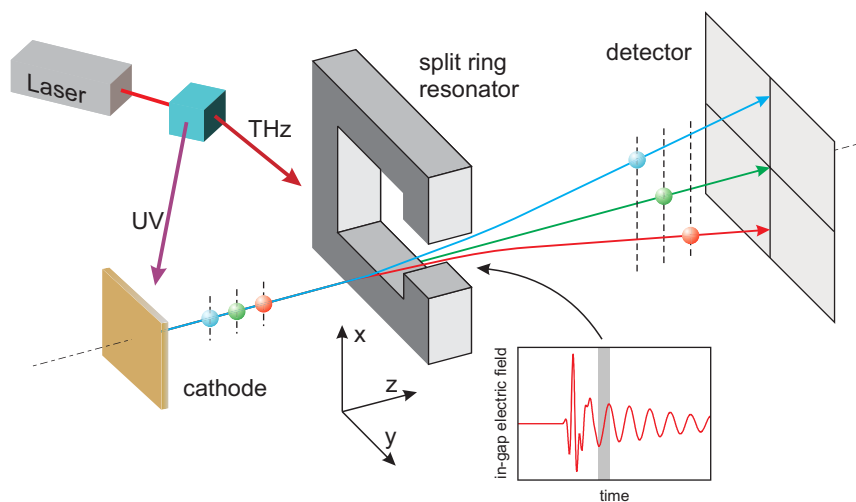 Laser
THz
UV
cathode
split ring
resonator
detector
x
z
y
in-gap electric field
time